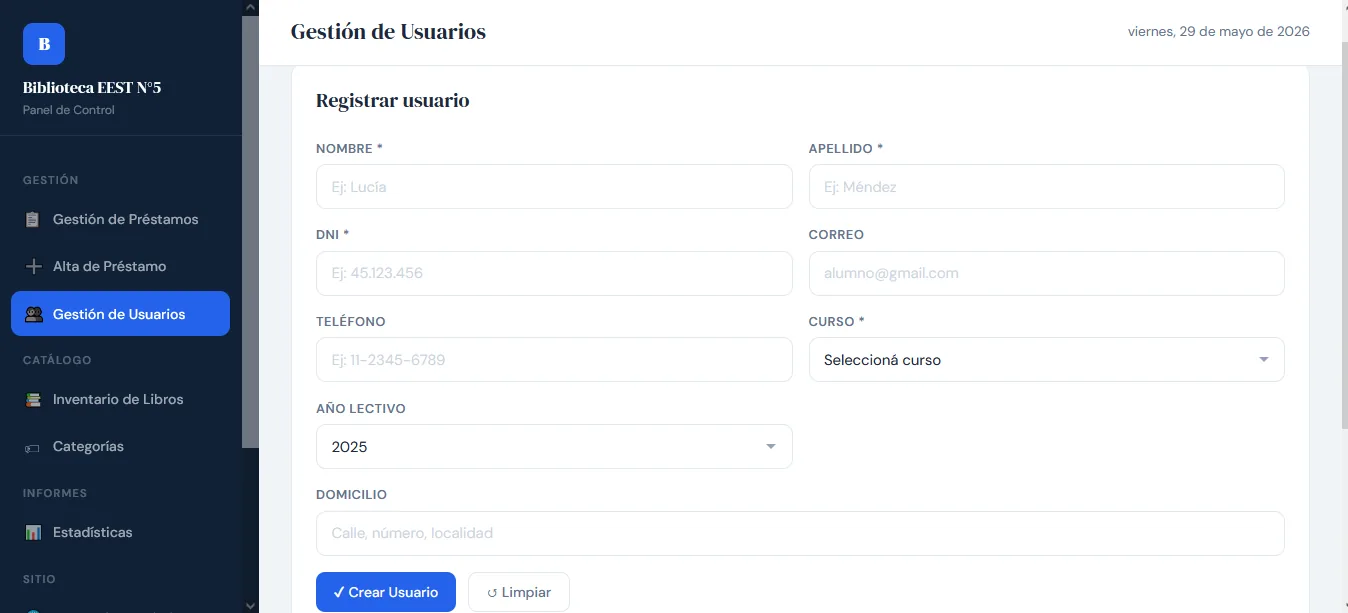 B
Biblioteca EEST N°5
Panel de Control
GESTIÓN
Gestión de Préstamos
Alta de Préstamo
Gestión de Usuarios
CATÁLOGO
Inventario de Libros
Categorías
INFORMES
Estadísticas
SITIO
Gestión de Usuarios
viernes, 29 de mayo de 2026
Registrar usuario
NOMBRE *
Ej: Lucía
APELLIDO *
Ej: Méndez
DNI *
Ej: 45.123.456
CORREO
alumno@gmail.com
TELÉFONO
Ej: 11-2345-6789
CURSO *
Seleccioná curso
AÑO LECTIVO
2025
DOMICILIO
Calle, número, localidad
✓ Crear Usuario
↺ Limpiar